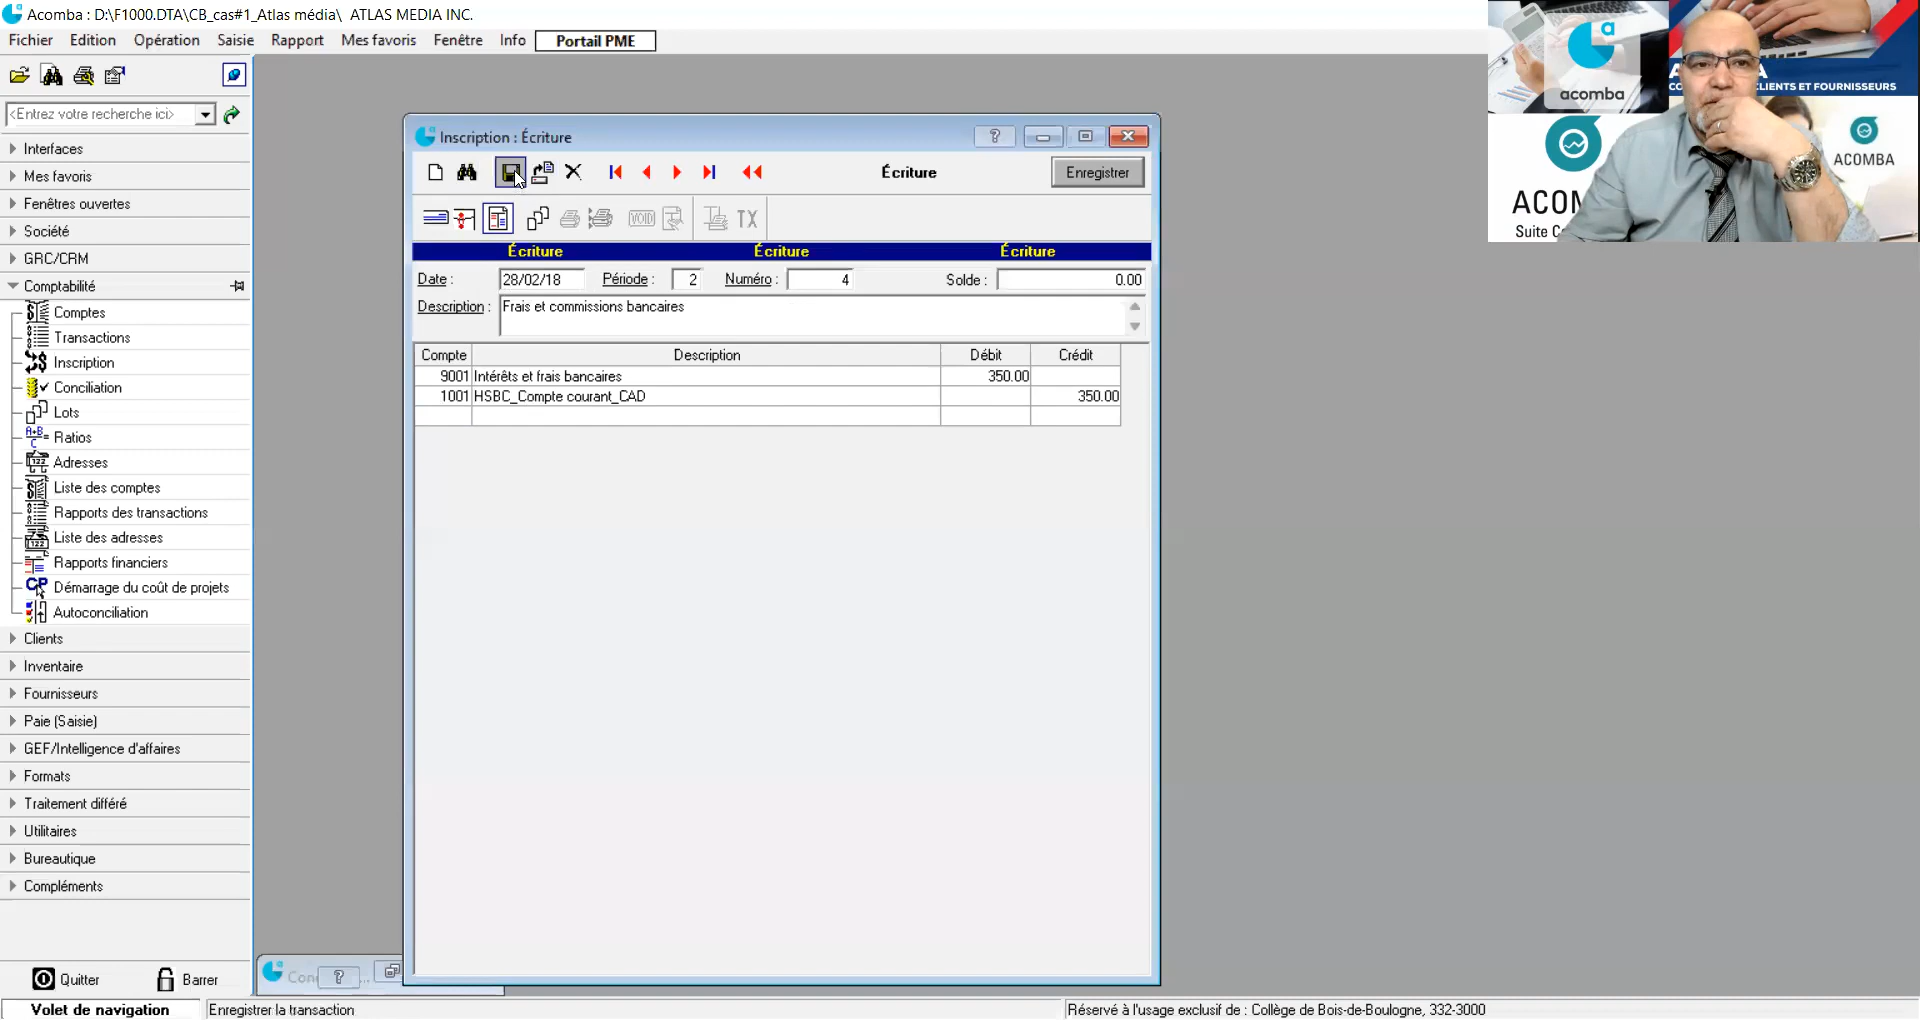 Acomba : D:\F1000.DTA\CB_cas#1_Atlas média\ ATLAS MEDIA INC.
Fichier Edition Opération Saisie Rapport Mes favoris Fenêtre Info Portail PME
<Entrez votre recherche ici>
Interfaces
Mes favoris
Fenêtres ouvertes
Société
GRC/CRM
Comptabilité
Comptes
Transactions
Inscription
Conciliation
Lots
Ratios
Adresses
Liste des comptes
Rapports des transactions
Liste des adresses
Rapports financiers
Démarrage du coût de projets
Autoconciliation
Clients
Inventaire
Fournisseurs
Paie (Saisie)
GEF/Intelligence d'affaires
Formats
Traitement différé
Utilitaires
Bureautique
Compléments
Quitter Barrer
Volet de navigation
Enregistrer la transaction
Réservé à l'usage exclusif de : Collège de Bois-de-Boulogne, 332-3000
Inscription : Écriture
Écriture Enregistrer
VOID TX
Écriture Écriture Écriture
Date : 28/02/18 Période : 2 Numéro : 4 Solde : 0.00
Description : Frais et commissions bancaires
Compte Description Débit Crédit
9001 Intérêts et frais bancaires 350.00
1001 HSBC_Compte courant_CAD 350.00
acomba
CLIENTS ET FOURNISSEURS
ACOMBA
Suite